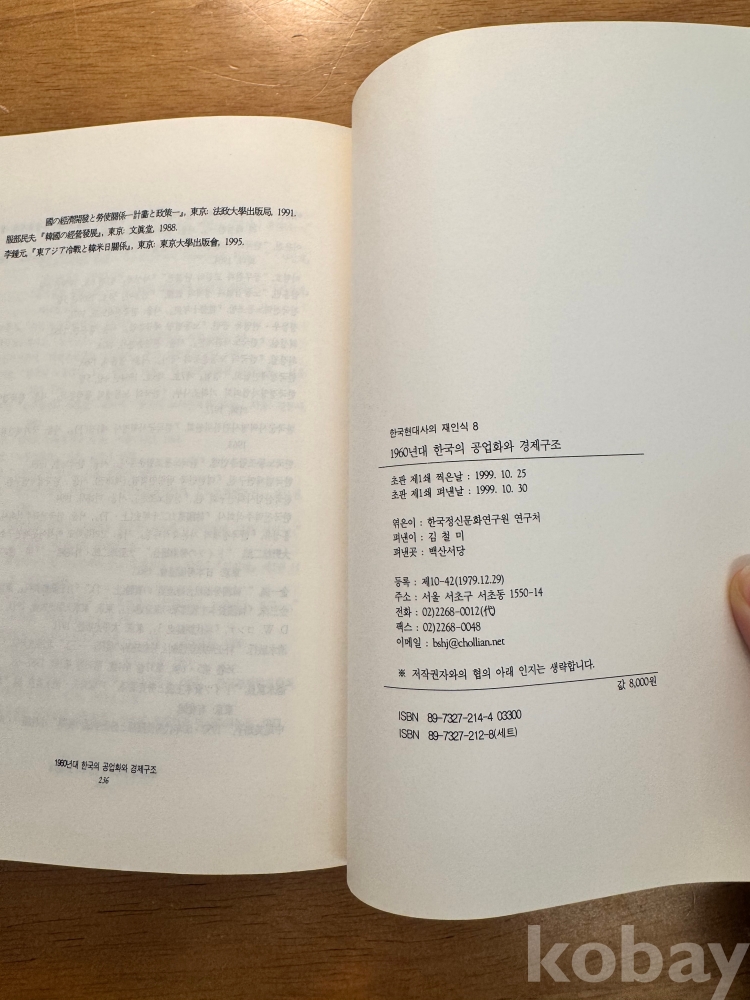 國の經濟開發と勞使關係―計畵と政策―』, 東京: 法政大學出版局, 1991.
服部民夫,『韓國の經營發展』, 東京: 文眞堂, 1988.
李鍾元,『東アジア冷戰と韓米日關係』, 東京: 東京大學出版會, 1995.
1960년대 한국의 공업화와 경제구조
236
한국현대사의 재인식 8
1960년대 한국의 공업화와 경제구조
초판 제1쇄 찍은날 : 1999. 10. 25
초판 제1쇄 펴낸날 : 1999. 10. 30
엮은이 : 한국정신문화연구원 연구처
펴낸이 : 김 철 미
펴낸곳 : 백산서당
등록 : 제10-42(1979.12.29)
주소 : 서울 서초구 서초동 1550-14
전화 : 02)2268-0012(代)
팩스 : 02)2268-0048
이메일 : bshj@chollian.net
※ 저작권자와의 협의 아래 인지는 생략합니다.
값 8,000원
ISBN 89-7327-214-4 03300
ISBN 89-7327-212-8(세트)
kobay